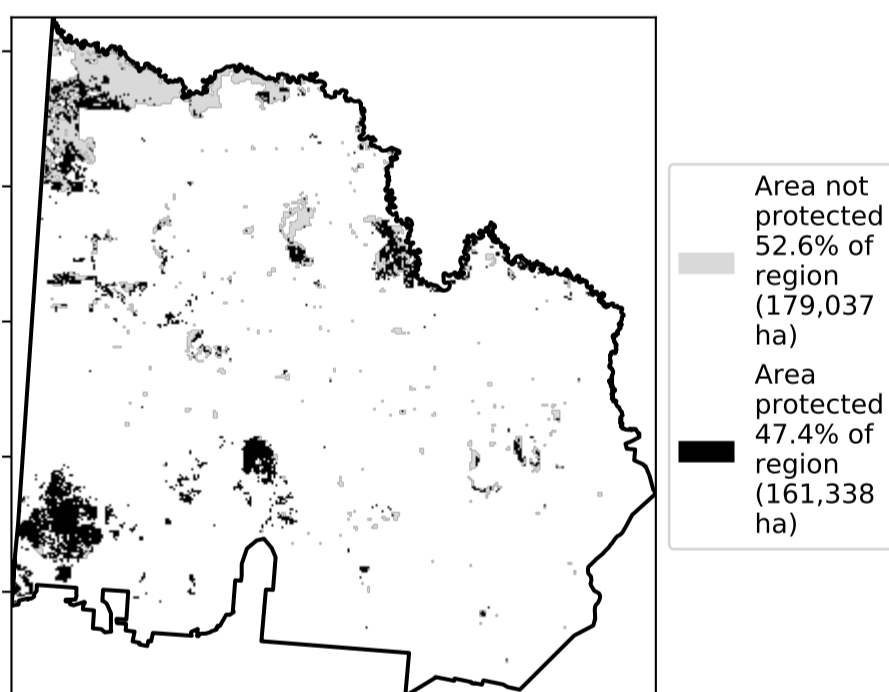 Area not
protected
52.6% of
region
(179,037
ha)
Area
protected
47.4% of
region
(161,338
ha)